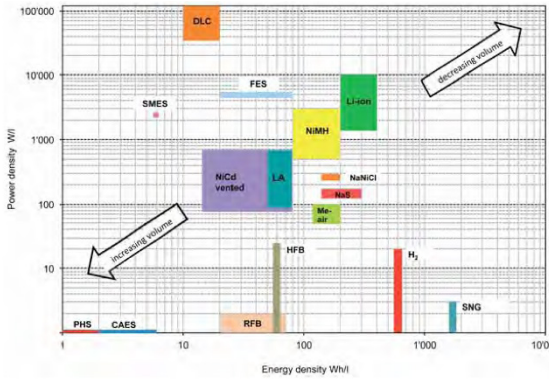 100'000
10'000
1'000
100
10
Power density W/l
DLC
decreasing volume
FES
SMES
Li-ion
NiMH
NiCd
vented
LA
NaNiCl
NaS
Me-
air
increasing volume
HFB
H₂
SNG
PHS
CAES
RFB
1
10
100
1'000
Energy density Wh/l